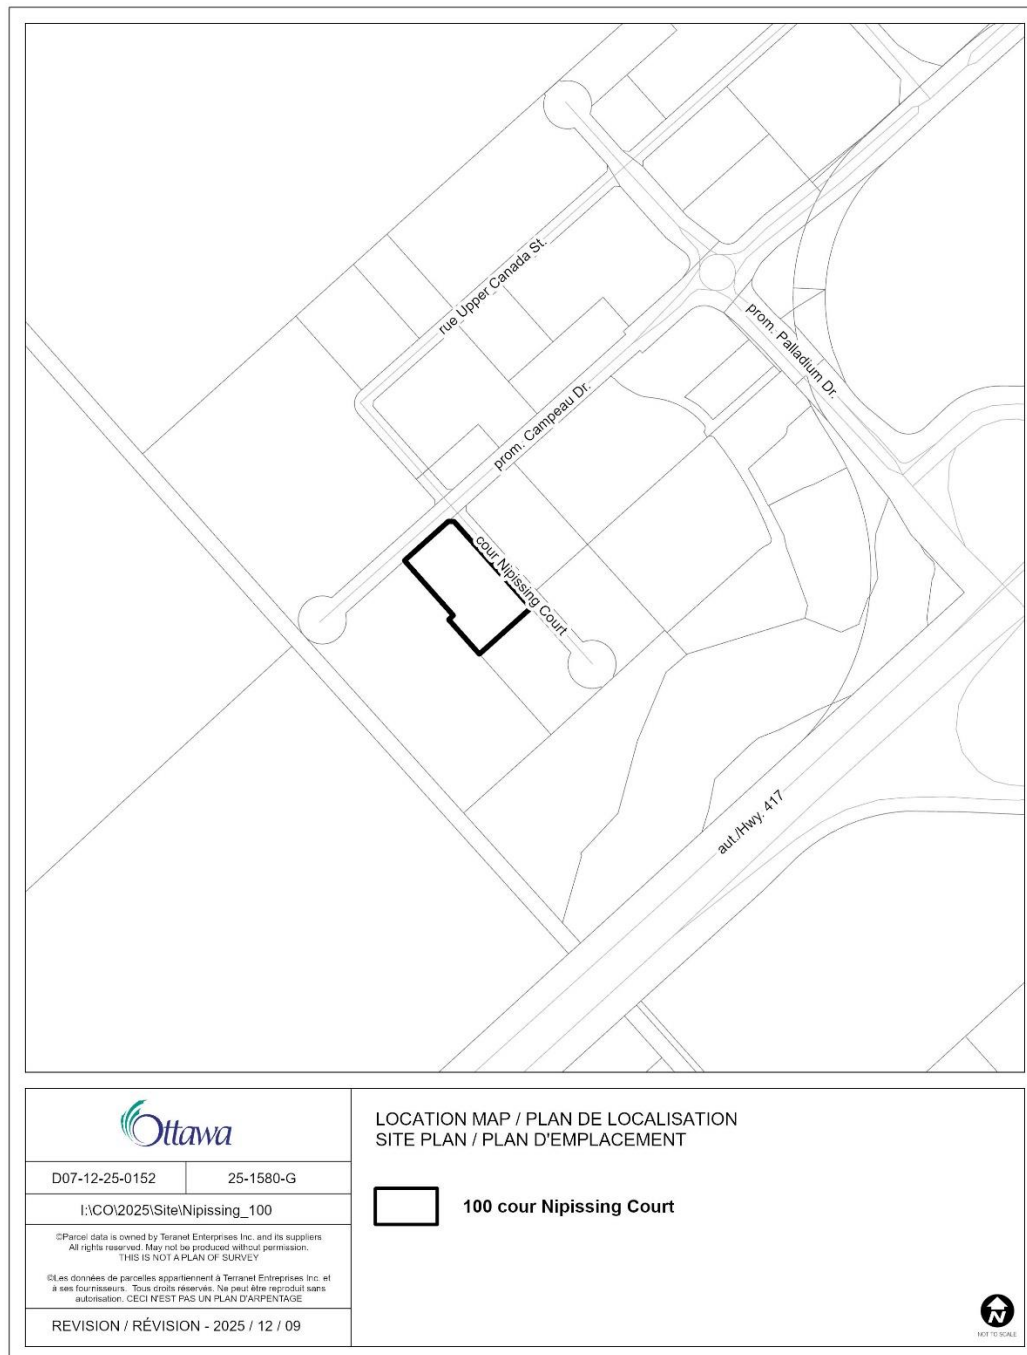 rue Upper Canada St.
prom. Palladium Dr.
prom. Campeau Dr.
cour Nipissing Court
aut./Hwy. 417
Ottawa
D07-12-25-0152
25-1580-G
I:\CO\2025\Site\Nipissing_100
©Parcel data is owned by Teranet Enterprises Inc. and its suppliers
All rights reserved. May not be produced without permission.
THIS IS NOT A PLAN OF SURVEY
©Les données de parcelles appartiennent à Terranet Entreprises Inc. et
à ses fournisseurs. Tous droits réservés. Ne peut être reproduit sans
autorisation. CECI N'EST PAS UN PLAN D'ARPENTAGE
REVISION / RÉVISION - 2025 / 12 / 09
LOCATION MAP / PLAN DE LOCALISATION
SITE PLAN / PLAN D'EMPLACEMENT
100 cour Nipissing Court
N
NOT TO SCALE